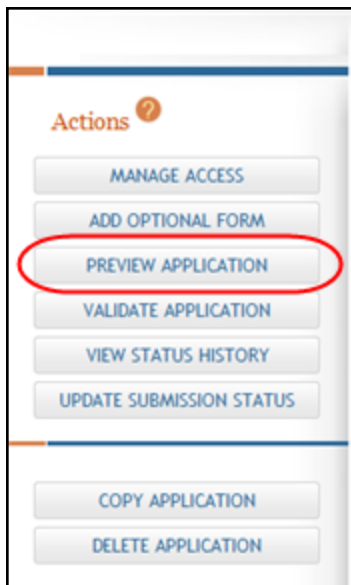 Actions ?
MANAGE ACCESS
ADD OPTIONAL FORM
PREVIEW APPLICATION
VALIDATE APPLICATION
VIEW STATUS HISTORY
UPDATE SUBMISSION STATUS
COPY APPLICATION
DELETE APPLICATION